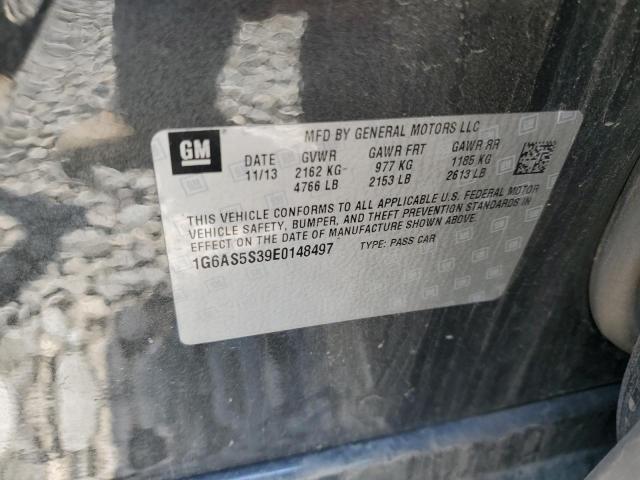 GM
MFD BY GENERAL MOTORS LLC
DATE GVWR GAWR FRT GAWR RR
11/13 2162 KG 977 KG 1185 KG
4766 LB 2153 LB 2613 LB
THIS VEHICLE CONFORMS TO ALL APPLICABLE U.S. FEDERAL MOTOR
VEHICLE SAFETY, BUMPER, AND THEFT PREVENTION STANDARDS IN
EFFECT ON THE DATE OF MANUFACTURE SHOWN ABOVE.
1G6AS5S39E0148497 TYPE: PASS CAR